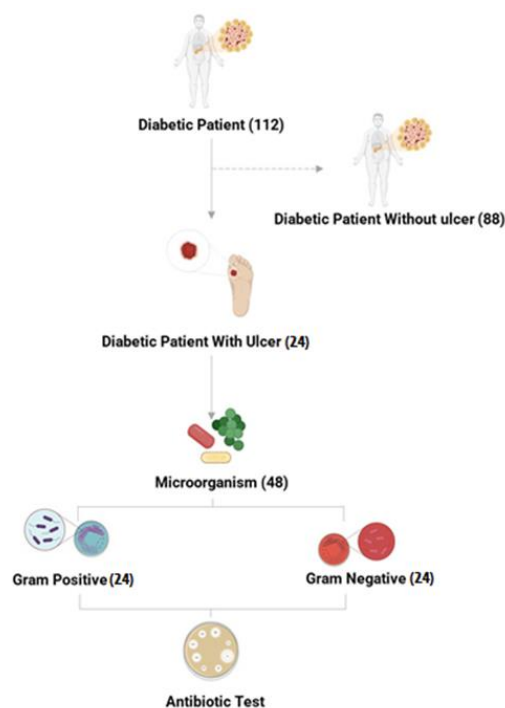 Diabetic Patient (112)
Diabetic Patient Without ulcer (88)
Diabetic Patient With Ulcer (24)
Microorganism (48)
Gram Positive (24)
Gram Negative (24)
Antibiotic Test